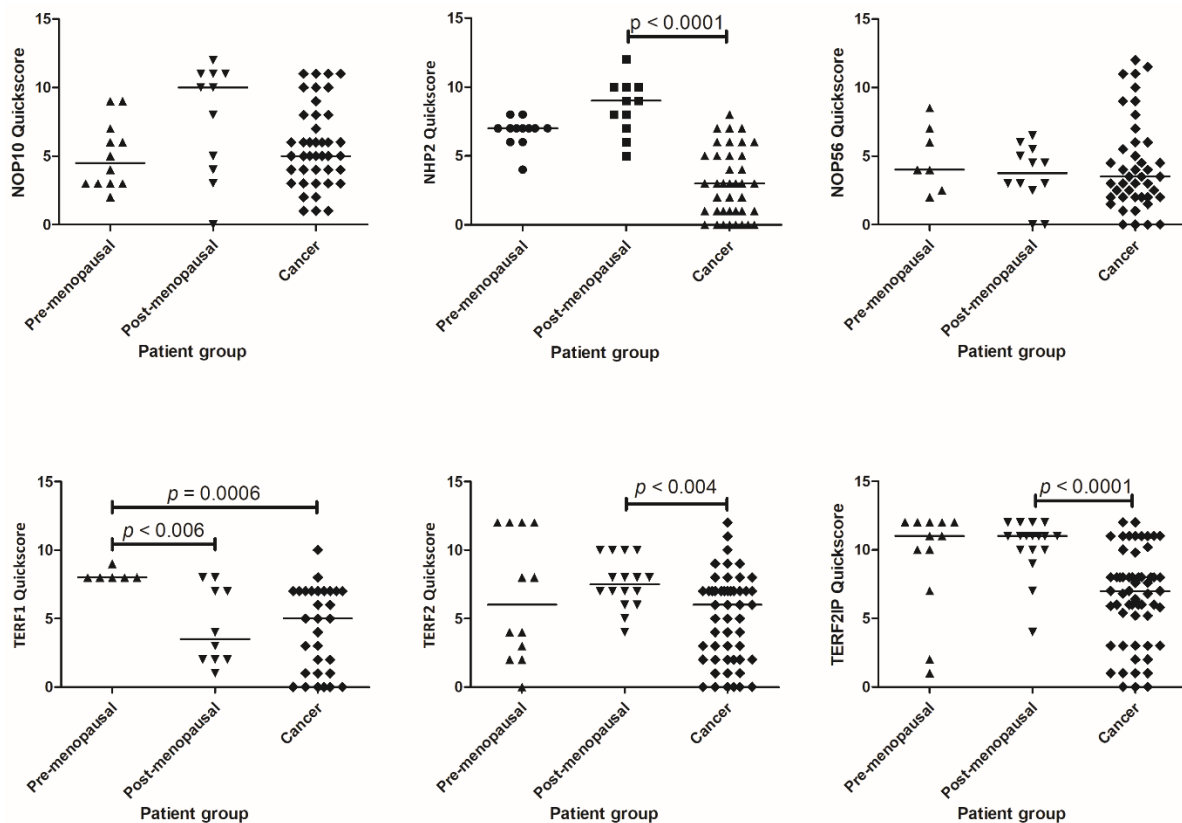 NOP10 Quickscore
15
10
5
0
Pre-menopausal
Post-menopausal
Cancer
Patient group
NHP2 Quickscore
15
10
5
0
p < 0.0001
Pre-menopausal
Post-menopausal
Cancer
Patient group
NOP56 Quickscore
15
10
5
0
Pre-menopausal
Post-menopausal
Cancer
Patient group
TERF1 Quickscore
15
10
5
0
p = 0.0006
p < 0.006
Pre-menopausal
Post-menopausal
Cancer
Patient group
TERF2 Quickscore
15
10
5
0
p < 0.004
Pre-menopausal
Post-menopausal
Cancer
Patient group
TERF2IP Quickscore
15
10
5
0
p < 0.0001
Pre-menopausal
Post-menopausal
Cancer
Patient group